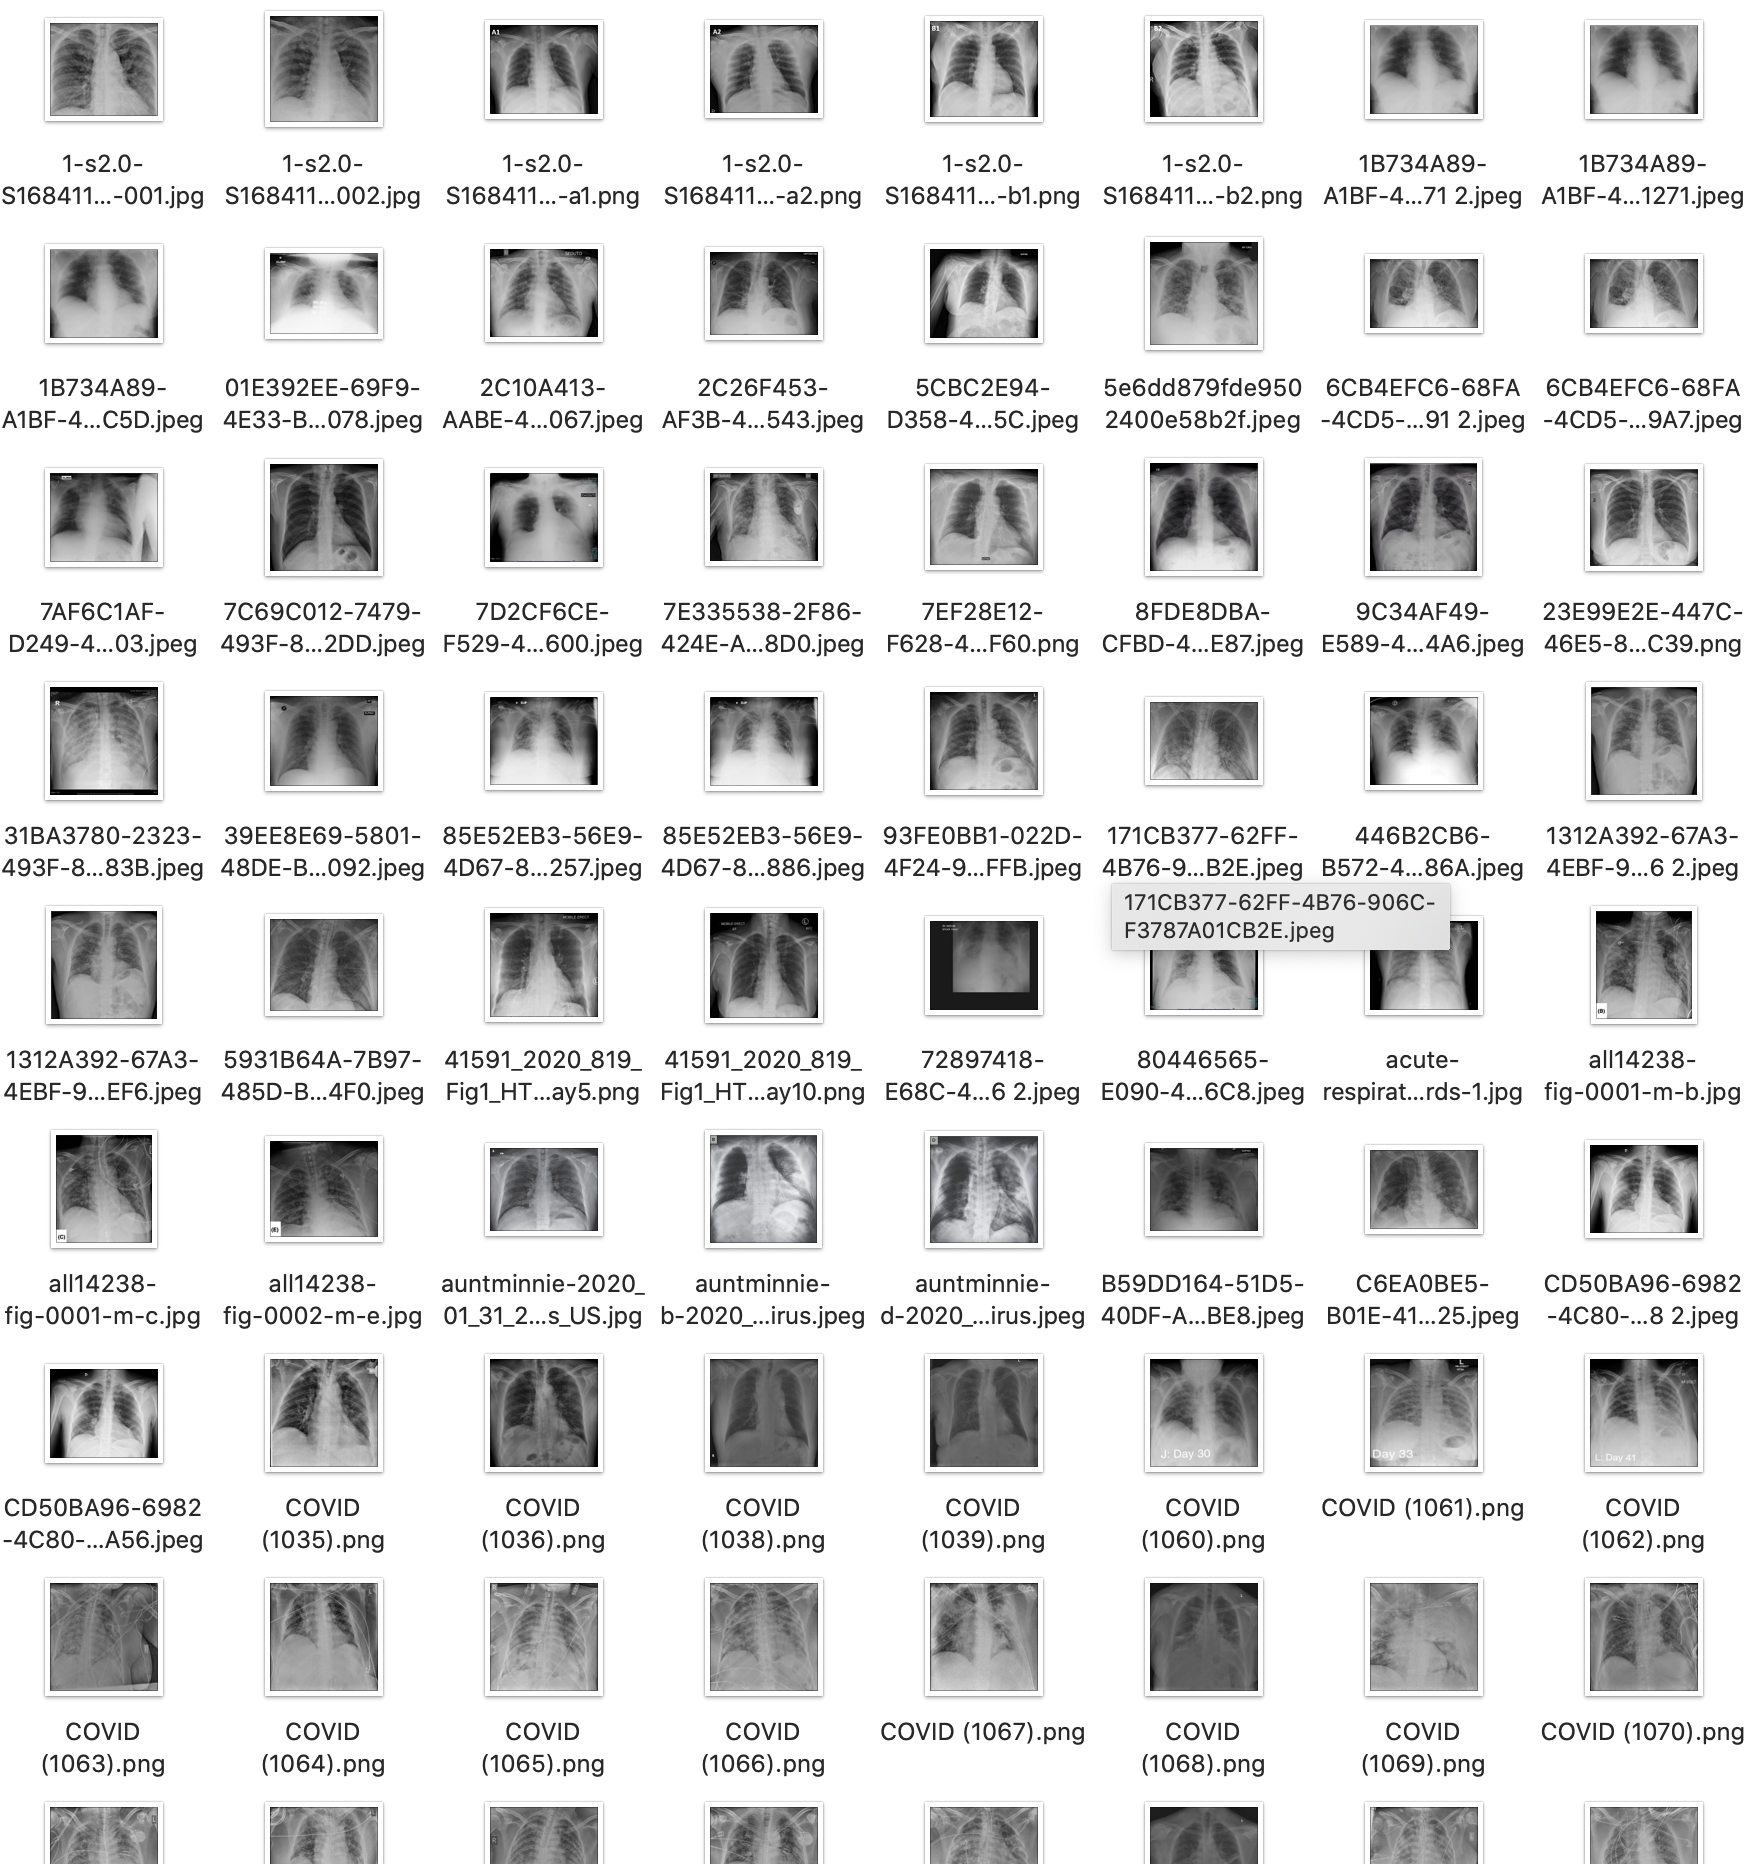 A1
A2
B1
B2
1-s2.0-
S168411...-001.jpg
1-s2.0-
S168411...002.jpg
1-s2.0-
S168411...-a1.png
1-s2.0-
S168411...-a2.png
1-s2.0-
S168411...-b1.png
1-s2.0-
S168411...-b2.png
1B734A89-
A1BF-4...71 2.jpeg
1B734A89-
A1BF-4...1271.jpeg
1B734A89-
A1BF-4...C5D.jpeg
01E392EE-69F9-
4E33-B...078.jpeg
2C10A413-
AABE-4...067.jpeg
2C26F453-
AF3B-4...543.jpeg
5CBC2E94-
D358-4...5C.jpeg
5e6dd879fde950
2400e58b2f.jpeg
6CB4EFC6-68FA
-4CD5-...91 2.jpeg
6CB4EFC6-68FA
-4CD5-...9A7.jpeg
7AF6C1AF-
D249-4...03.jpeg
7C69C012-7479-
493F-8...2DD.jpeg
7D2CF6CE-
F529-4...600.jpeg
7E335538-2F86-
424E-A...8D0.jpeg
7EF28E12-
F628-4...F60.png
8FDE8DBA-
CFBD-4...E87.jpeg
9C34AF49-
E589-4...4A6.jpeg
23E99E2E-447C-
46E5-8...C39.png
R
31BA3780-2323-
493F-8...83B.jpeg
39EE8E69-5801-
48DE-B...092.jpeg
85E52EB3-56E9-
4D67-8...257.jpeg
85E52EB3-56E9-
4D67-8...886.jpeg
93FE0BB1-022D-
4F24-9...FFB.jpeg
171CB377-62FF-
4B76-9...B2E.jpeg
446B2CB6-
B572-4...86A.jpeg
1312A392-67A3-
4EBF-9...6 2.jpeg
171CB377-62FF-4B76-906C-
F3787A01CB2E.jpeg
(B)
1312A392-67A3-
4EBF-9...EF6.jpeg
5931B64A-7B97-
485D-B...4F0.jpeg
41591_2020_819_
Fig1_HT...ay5.png
41591_2020_819_
Fig1_HT...ay10.png
72897418-
E68C-4...6 2.jpeg
80446565-
E090-4...6C8.jpeg
acute-
respirat...rds-1.jpg
all14238-
fig-0001-m-b.jpg
(C)
(E)
all14238-
fig-0001-m-c.jpg
all14238-
fig-0002-m-e.jpg
auntminnie-2020_
01_31_2...s_US.jpg
auntminnie-
b-2020_...irus.jpeg
auntminnie-
d-2020_...irus.jpeg
B59DD164-51D5-
40DF-A...BE8.jpeg
C6EA0BE5-
B01E-41...25.jpeg
CD50BA96-6982
-4C80-...8 2.jpeg
J: Day 30
Day 33
L: Day 41
CD50BA96-6982
-4C80-...A56.jpeg
COVID
(1035).png
COVID
(1036).png
COVID
(1038).png
COVID
(1039).png
COVID
(1060).png
COVID (1061).png
COVID
(1062).png
COVID
(1063).png
COVID
(1064).png
COVID
(1065).png
COVID
(1066).png
COVID (1067).png
COVID
(1068).png
COVID
(1069).png
COVID (1070).png